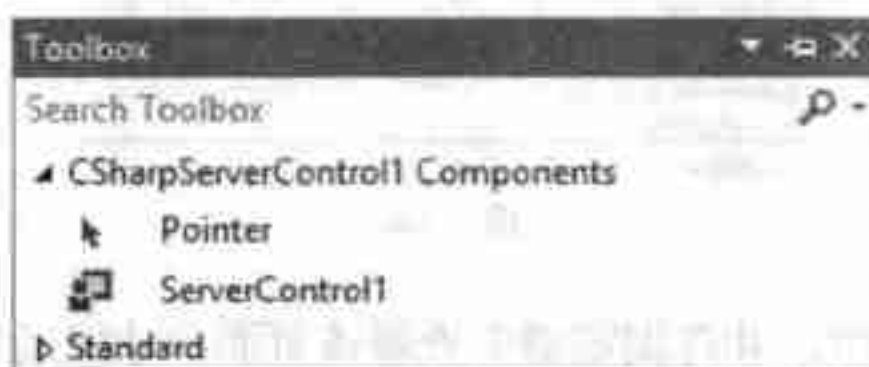 Toolbox
Search Toolbox
CSharpServerControl1 Components
Pointer
ServerControl1
Standard